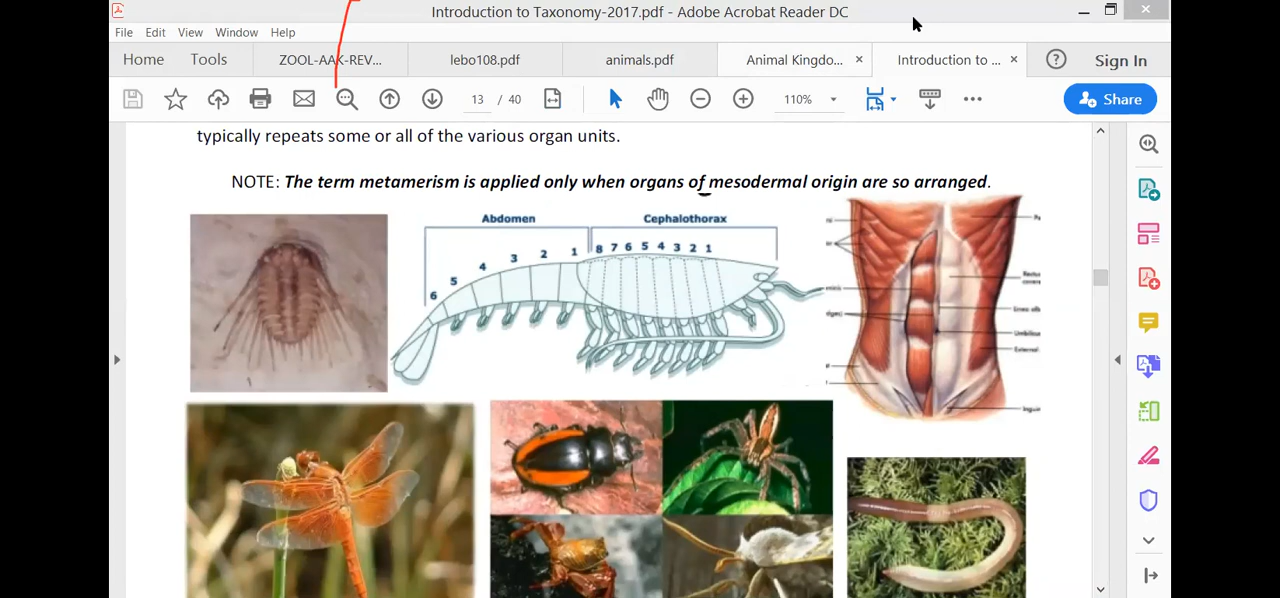 Introduction to Taxonomy-2017.pdf - Adobe Acrobat Reader DC
File Edit View Window Help
Home Tools ZOOL-AAK-REV... lebo108.pdf animals.pdf Animal Kingdo... × Introduction to ... × Sign In
13 / 40 110% ... Share
typically repeats some or all of the various organ units.
NOTE: The term metamerism is applied only when organs of mesodermal origin are so arranged.
Abdomen Cephalothorax
6 5 4 3 2 1 8 7 6 5 4 3 2 1